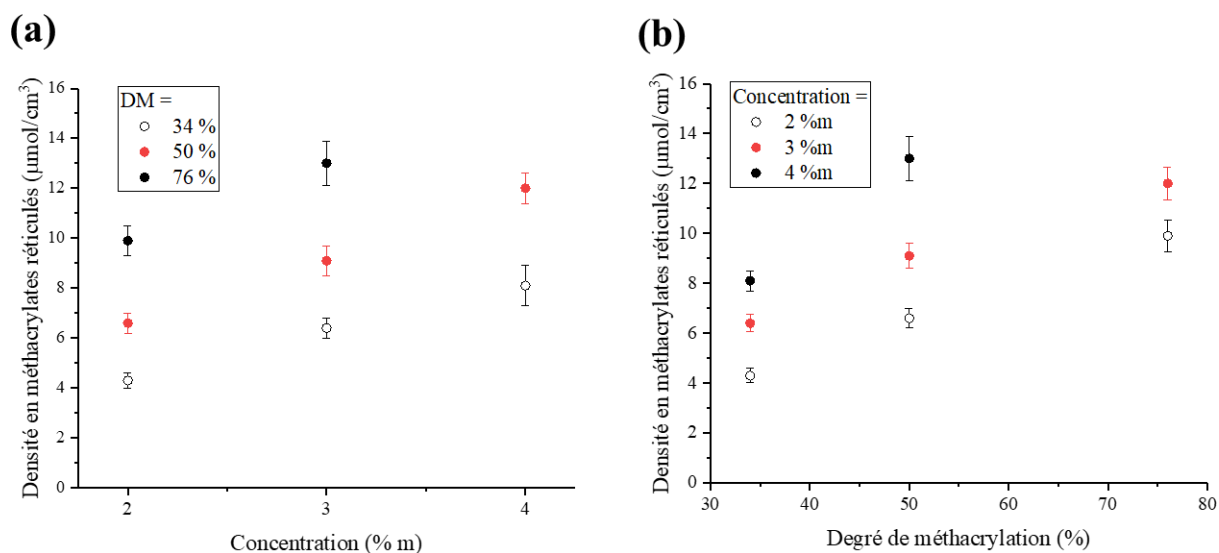 (a)
Densité en méthacrylates réticulés (µmol/cm³)
16
14
12
10
8
6
4
2
0
DM =
34 %
50 %
76 %
2
3
4
Concentration (% m)
(b)
Densité en méthacrylates réticulés (µmol/cm³)
16
14
12
10
8
6
4
2
0
Concentration =
2 %m
3 %m
4 %m
30
40
50
60
70
80
Degré de méthacrylation (%)